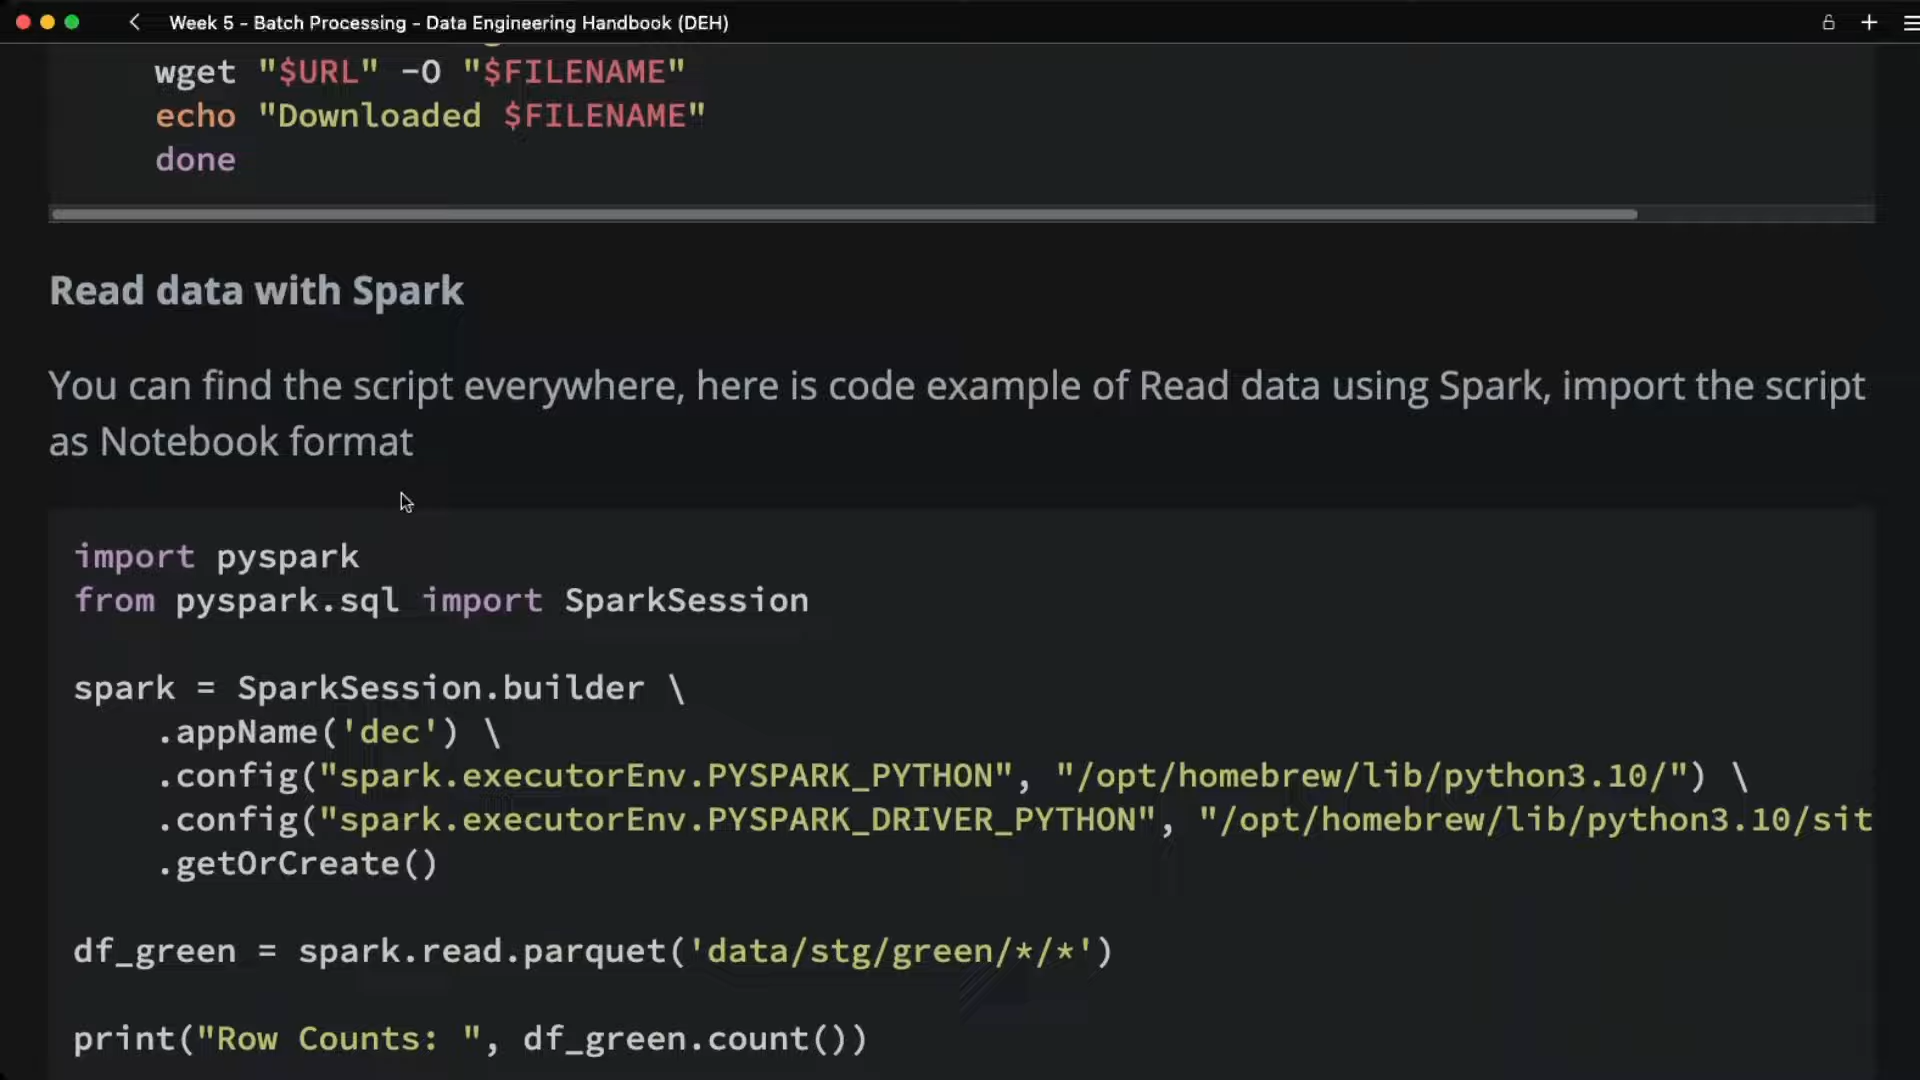 Week 5 - Batch Processing - Data Engineering Handbook (DEH)
wget "$URL" -O "$FILENAME"
echo "Downloaded $FILENAME"
done
Read data with Spark
You can find the script everywhere, here is code example of Read data using Spark, import the script
as Notebook format
import pyspark
from pyspark.sql import SparkSession
spark = SparkSession.builder \
.appName('dec') \
.config("spark.executorEnv.PYSPARK_PYTHON", "/opt/homebrew/lib/python3.10/") \
.config("spark.executorEnv.PYSPARK_DRIVER_PYTHON", "/opt/homebrew/lib/python3.10/sit
.getOrCreate()
df_green = spark.read.parquet('data/stg/green/*/*')
print("Row Counts: ", df_green.count())